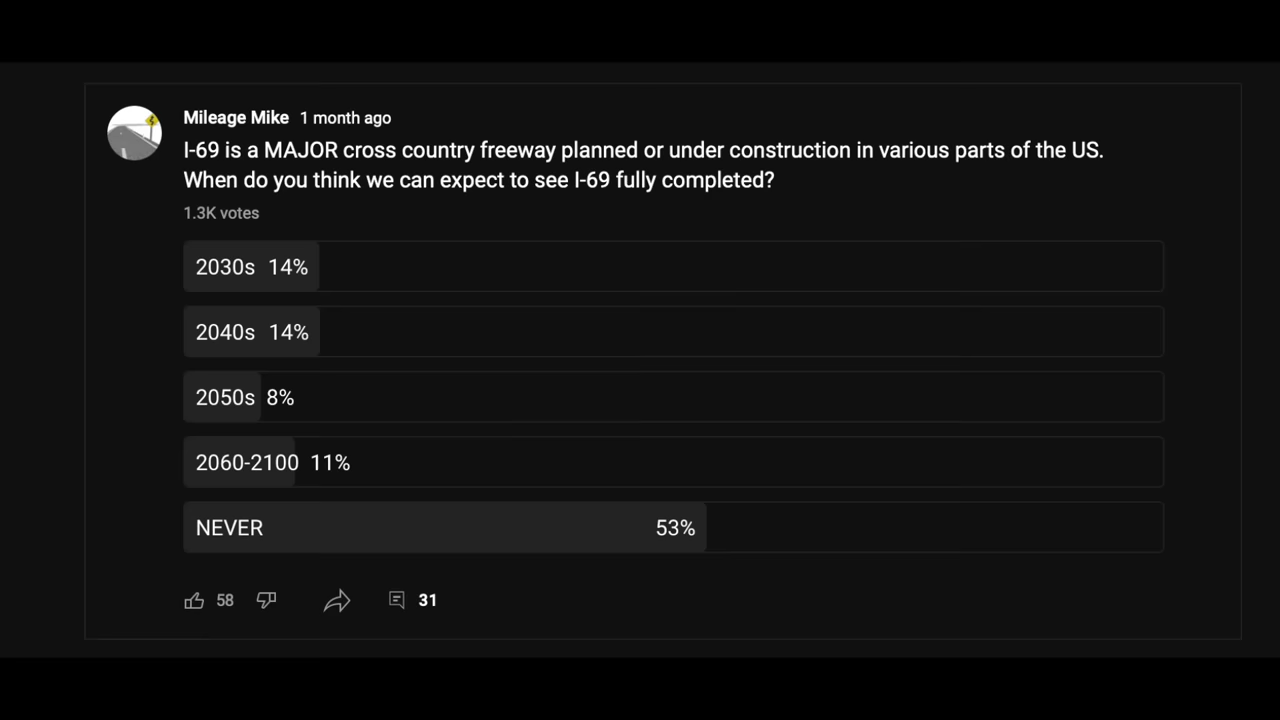 Mileage Mike 1 month ago
I-69 is a MAJOR cross country freeway planned or under construction in various parts of the US.
When do you think we can expect to see I-69 fully completed?
1.3K votes
2030s 14%
2040s 14%
2050s 8%
2060-2100 11%
NEVER 53%
58 31